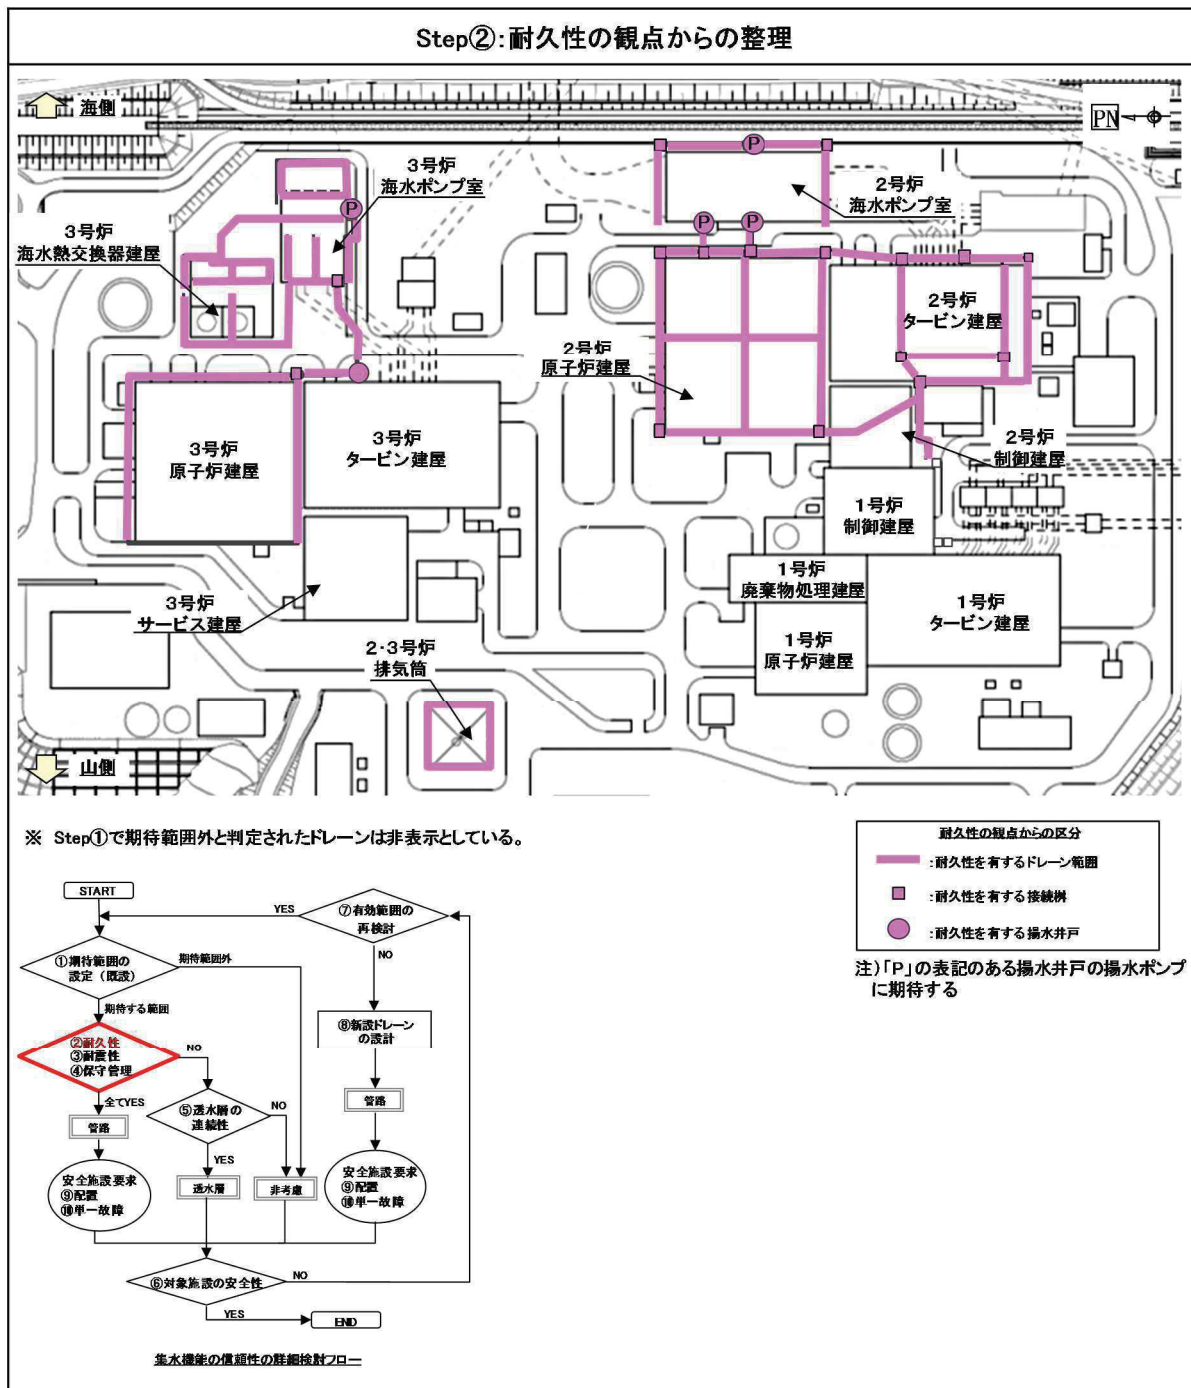 Step②:耐久性の観点からの整理
海側
PN
3号炉
海水ポンプ室
P
P
2号炉
海水ポンプ室
3号炉
海水熱交換器建屋
P
P
2号炉
タービン建屋
2号炉
原子炉建屋
3号炉
原子炉建屋
3号炉
タービン建屋
2号炉
制御建屋
1号炉
制御建屋
1号炉
廃棄物処理建屋
3号炉
サービス建屋
1号炉
タービン建屋
2・3号炉
排気筒
1号炉
原子炉建屋
山側
※ Step①で期待範囲外と判定されたドレーンは非表示としている。
耐久性の観点からの区分
:耐久性を有するドレーン範囲
:耐久性を有する接続桝
:耐久性を有する揚水井戸
注)「P」の表記のある揚水井戸の揚水ポンプ
に期待する
START
YES
⑦有効範囲の
再検討
NO
①期待範囲の
設定（既設）
期待範囲外
期待する範囲
②耐久性
③耐震性
④保守管理
NO
全てYES
⑧新設ドレーン
の設計
管路
⑤透水層の
連続性
NO
YES
管路
安全施設要求
⑨配置
⑩単一故障
透水層
非考慮
安全施設要求
⑨配置
⑩単一故障
⑥対象施設の安全性
NO
YES
END
集水機能の信頼性の詳細検討フロー